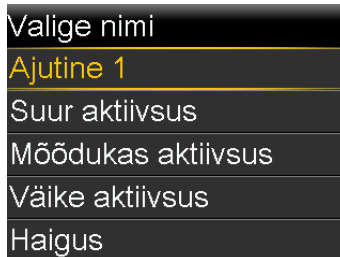 Valige nimi
Ajutine 1
Suur aktiivsus
Mõõdukas aktiivsus
Väike aktiivsus
Haigus